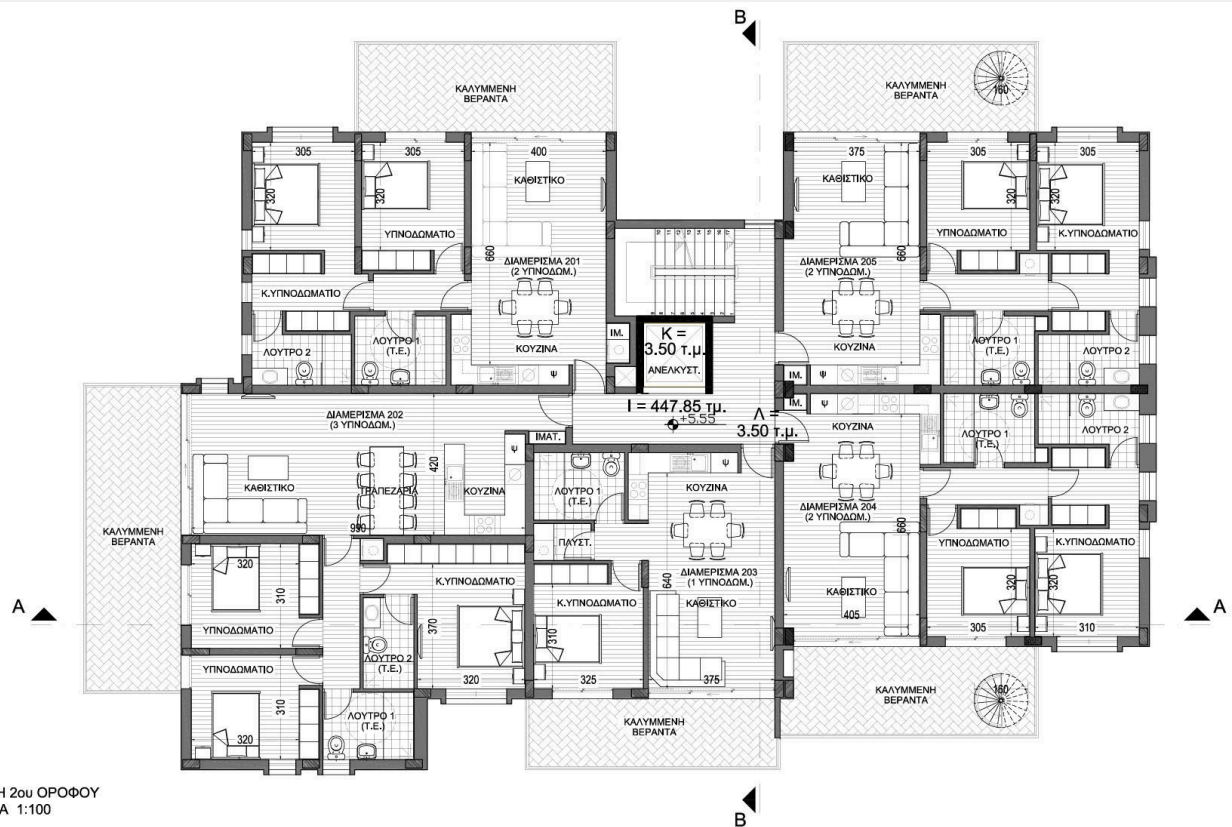 B
ΚΑΛΥΜΜΕΝΗ
ΒΕΡΑΝΤΑ
ΚΑΛΥΜΜΕΝΗ
ΒΕΡΑΝΤΑ
160
305
305
400
375
305
305
320
320
ΚΑΘΙΣΤΙΚΟ
ΚΑΘΙΣΤΙΚΟ
320
320
ΥΠΝΟΔΩΜΑΤΙΟ
ΥΠΝΟΔΩΜΑΤΙΟ
Κ.ΥΠΝΟΔΩΜΑΤΙΟ
660
660
ΔΙΑΜΕΡΙΣΜΑ 201
(2 ΥΠΝΟΔΩΜ.)
ΔΙΑΜΕΡΙΣΜΑ 205
(2 ΥΠΝΟΔΩΜ.)
Κ.ΥΠΝΟΔΩΜΑΤΙΟ
ΙΜ.
Κ =
3.50 τ.μ.
ΑΝΕΛΚΥΣΤ.
ΛΟΥΤΡΟ 2
ΛΟΥΤΡΟ 1
(Τ.Ε.)
ΚΟΥΖΙΝΑ
ψ
ΚΟΥΖΙΝΑ
ΙΜ.
ψ
ΛΟΥΤΡΟ 1
(Τ.Ε.)
ΛΟΥΤΡΟ 2
Ι = 447.85 τμ.
+5.55
Λ =
3.50 τ.μ.
ΙΜ.
ψ
ΔΙΑΜΕΡΙΣΜΑ 202
(3 ΥΠΝΟΔΩΜ.)
ΙΜΑΤ.
ψ
ψ
ΚΟΥΖΙΝΑ
ΛΟΥΤΡΟ 1
(Τ.Ε.)
ΛΟΥΤΡΟ 2
420
ΚΑΘΙΣΤΙΚΟ
ΤΡΑΠΕΖΑΡΙΑ
ΚΟΥΖΙΝΑ
ΛΟΥΤΡΟ 1
(Τ.Ε.)
ΚΟΥΖΙΝΑ
990
ΚΑΛΥΜΜΕΝΗ
ΒΕΡΑΝΤΑ
ΠΛΥΣΤ.
ΔΙΑΜΕΡΙΣΜΑ 204
(2 ΥΠΝΟΔΩΜ.)
660
ΥΠΝΟΔΩΜΑΤΙΟ
Κ.ΥΠΝΟΔΩΜΑΤΙΟ
320
310
ΥΠΝΟΔΩΜΑΤΙΟ
Κ.ΥΠΝΟΔΩΜΑΤΙΟ
370
320
ΔΙΑΜΕΡΙΣΜΑ 203
(1 ΥΠΝΟΔΩΜ.)
640
ΚΑΘΙΣΤΙΚΟ
375
Κ.ΥΠΝΟΔΩΜΑΤΙΟ
310
325
ΚΑΘΙΣΤΙΚΟ
405
320
305
320
310
A
A
ΛΟΥΤΡΟ 2
(Τ.Ε.)
ΥΠΝΟΔΩΜΑΤΙΟ
310
320
ΛΟΥΤΡΟ 1
(Τ.Ε.)
ΚΑΛΥΜΜΕΝΗ
ΒΕΡΑΝΤΑ
ΚΑΛΥΜΜΕΝΗ
ΒΕΡΑΝΤΑ
160
Η 2ου ΟΡΟΦΟΥ
Α 1:100
B